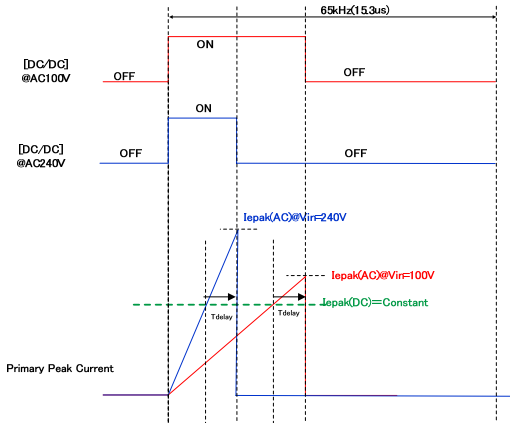 65kHz(15.3us)
ON
[DC/DC]
@AC100V
OFF
OFF
ON
[DC/DC]
@AC240V
OFF
OFF
Iepak(AC)@Vin=240V
Iepak(AC)@Vin=100V
Iepak(DC)=Constant
Tdelay
Tdelay
Primary Peak Current